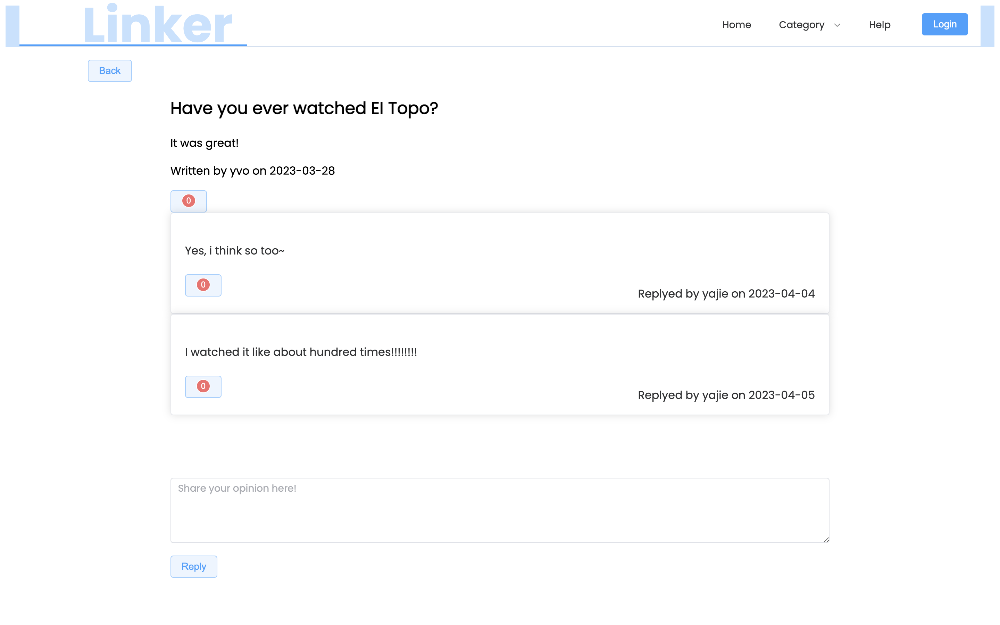 Linker
Home Category Help Login
Back
Have you ever watched El Topo?
It was great!
Written by yvo on 2023-03-28
0
Yes, i think so too~
0
Replyed by yajie on 2023-04-04
I watched it like about hundred times!!!!!!!!
0
Replyed by yajie on 2023-04-05
Share your opinion here!
Reply